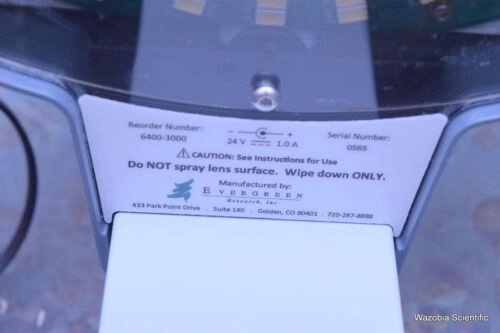 Reorder Number:
6400-3000
- +
24 V 1.0 A
Serial Number:
0565
⚠CAUTION: See Instructions for Use
Do NOT spray lens surface. Wipe down ONLY.
Manufactured by:
EVERGREEN
Research, Inc.
433 Park Point Drive . Suite 140 . Golden, CO 80401 . 720-287-8888
Wazobia Scientific